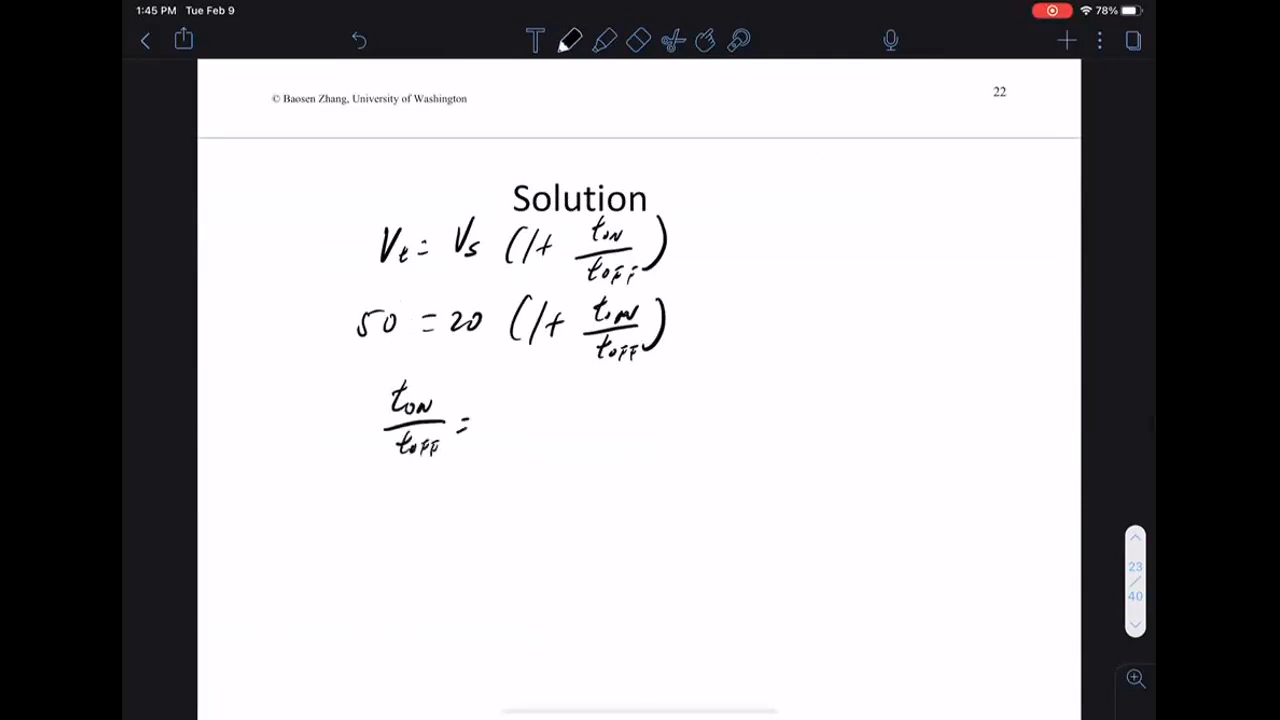 1:45 PM Tue Feb 9
78%
© Baosen Zhang, University of Washington
22
Solution
Vt = Vs (1+ tON/tOFF)
50 = 20 (1+ tON/tOFF)
tON/tOFF =
23
/
40